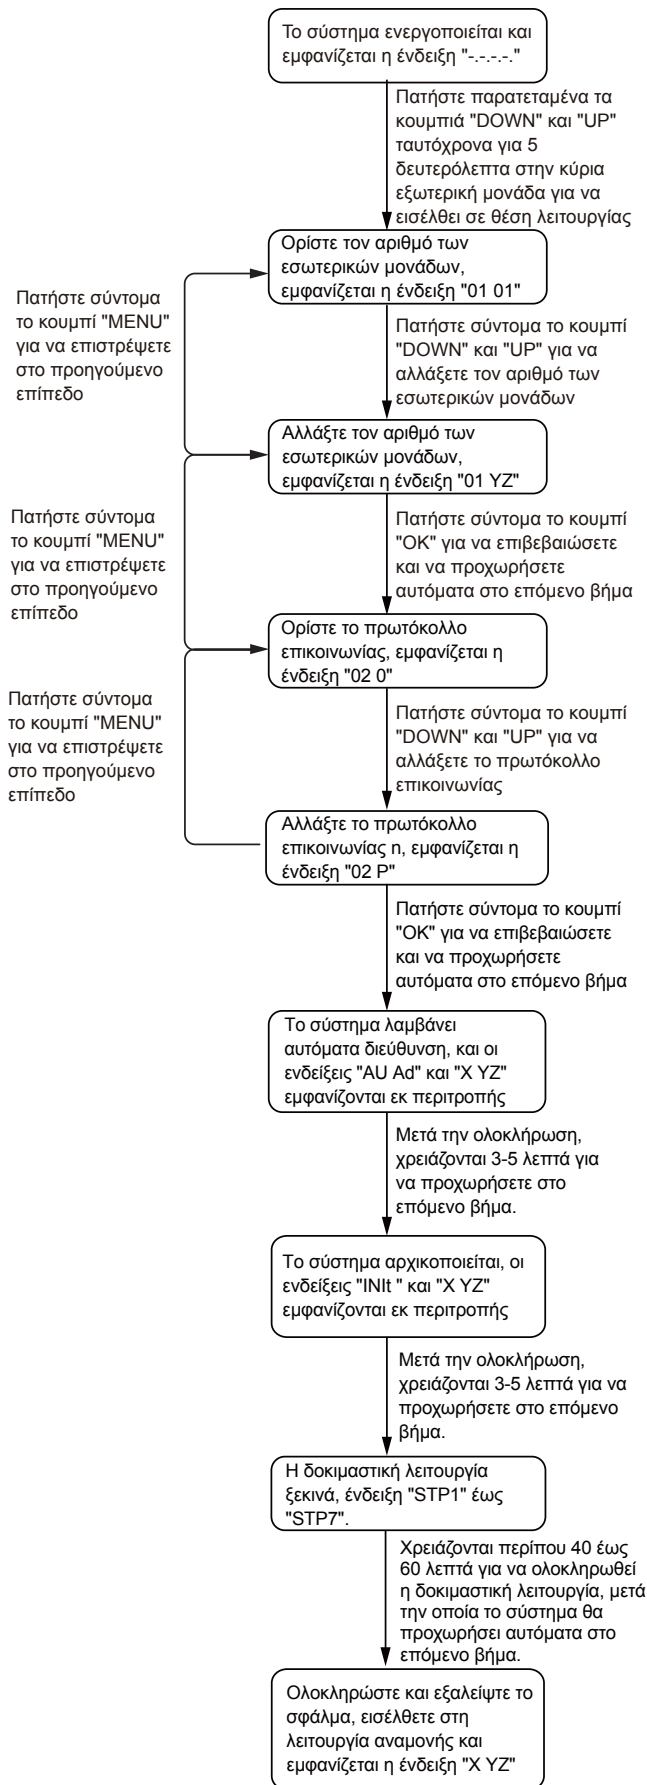 Το σύστημα ενεργοποιείται και
εμφανίζεται η ένδειξη "-.-.-.-."
Πατήστε παρατεταμένα τα
κουμπιά "DOWN" και "UP"
ταυτόχρονα για 5
δευτερόλεπτα στην κύρια
εξωτερική μονάδα για να
εισέλθει σε θέση λειτουργίας
Ορίστε τον αριθμό των
εσωτερικών μονάδων,
εμφανίζεται η ένδειξη "01 01"
Πατήστε σύντομα
το κουμπί "MENU"
για να επιστρέψετε
στο προηγούμενο
επίπεδο
Πατήστε σύντομα το κουμπί
"DOWN" και "UP" για να
αλλάξετε τον αριθμό των
εσωτερικών μονάδων
Αλλάξτε τον αριθμό των
εσωτερικών μονάδων,
εμφανίζεται η ένδειξη "01 YZ"
Πατήστε σύντομα
το κουμπί "MENU"
για να επιστρέψετε
στο προηγούμενο
επίπεδο
Πατήστε σύντομα το κουμπί
"OK" για να επιβεβαιώσετε
και να προχωρήσετε
αυτόματα στο επόμενο βήμα
Ορίστε το πρωτόκολλο
επικοινωνίας, εμφανίζεται η
ένδειξη "02 0"
Πατήστε σύντομα
το κουμπί "MENU"
για να επιστρέψετε
στο προηγούμενο
επίπεδο
Πατήστε σύντομα το κουμπί
"DOWN" και "UP" για να
αλλάξετε το πρωτόκολλο
επικοινωνίας
Αλλάξτε το πρωτόκολλο
επικοινωνίας n, εμφανίζεται η
ένδειξη "02 P"
Πατήστε σύντομα το κουμπί
"OK" για να επιβεβαιώσετε
και να προχωρήσετε
αυτόματα στο επόμενο βήμα
Το σύστημα λαμβάνει
αυτόματα διεύθυνση, και οι
ενδείξεις "AU Ad" και "X YZ"
εμφανίζονται εκ περιτροπής
Μετά την ολοκλήρωση,
χρειάζονται 3-5 λεπτά για
να προχωρήσετε στο
επόμενο βήμα.
Το σύστημα αρχικοποιείται, οι
ενδείξεις "INIt " και "X YZ"
εμφανίζονται εκ περιτροπής
Μετά την ολοκλήρωση,
χρειάζονται 3-5 λεπτά για να
προχωρήσετε στο επόμενο
βήμα.
Η δοκιμαστική λειτουργία
ξεκινά, ένδειξη "STP1" έως
"STP7".
Χρειάζονται περίπου 40 έως
60 λεπτά για να ολοκληρωθεί
η δοκιμαστική λειτουργία, μετά
την οποία το σύστημα θα
προχωρήσει αυτόματα στο
επόμενο βήμα.
Ολοκληρώστε και εξαλείψτε το
σφάλμα, εισέλθετε στη
λειτουργία αναμονής και
εμφανίζεται η ένδειξη "X YZ"